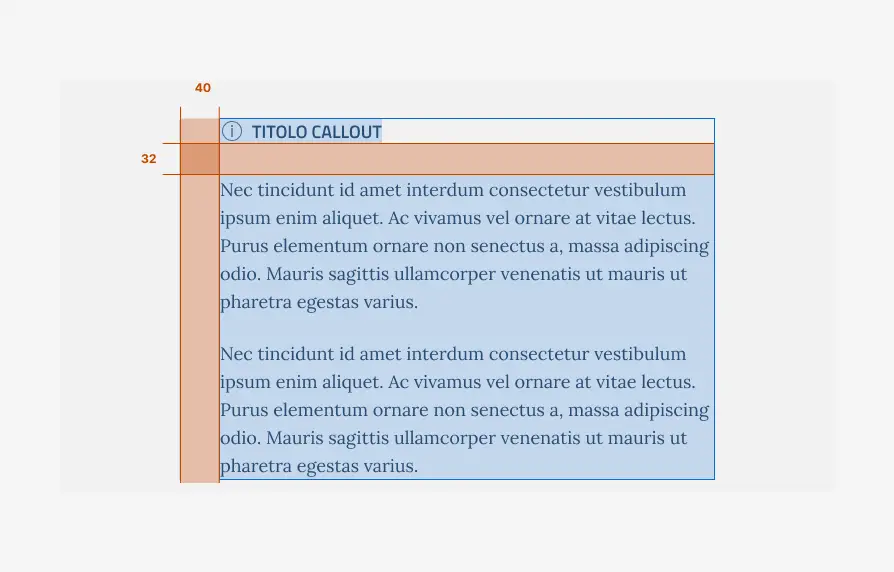 40
TITOLO CALLOUT
32
Nec tincidunt id amet interdum consectetur vestibulum
ipsum enim aliquet. Ac vivamus vel ornare at vitae lectus.
Purus elementum ornare non senectus a, massa adipiscing
odio. Mauris sagittis ullamcorper venenatis ut mauris ut
pharetra egestas varius.
Nec tincidunt id amet interdum consectetur vestibulum
ipsum enim aliquet. Ac vivamus vel ornare at vitae lectus.
Purus elementum ornare non senectus a, massa adipiscing
odio. Mauris sagittis ullamcorper venenatis ut mauris ut
pharetra egestas varius.